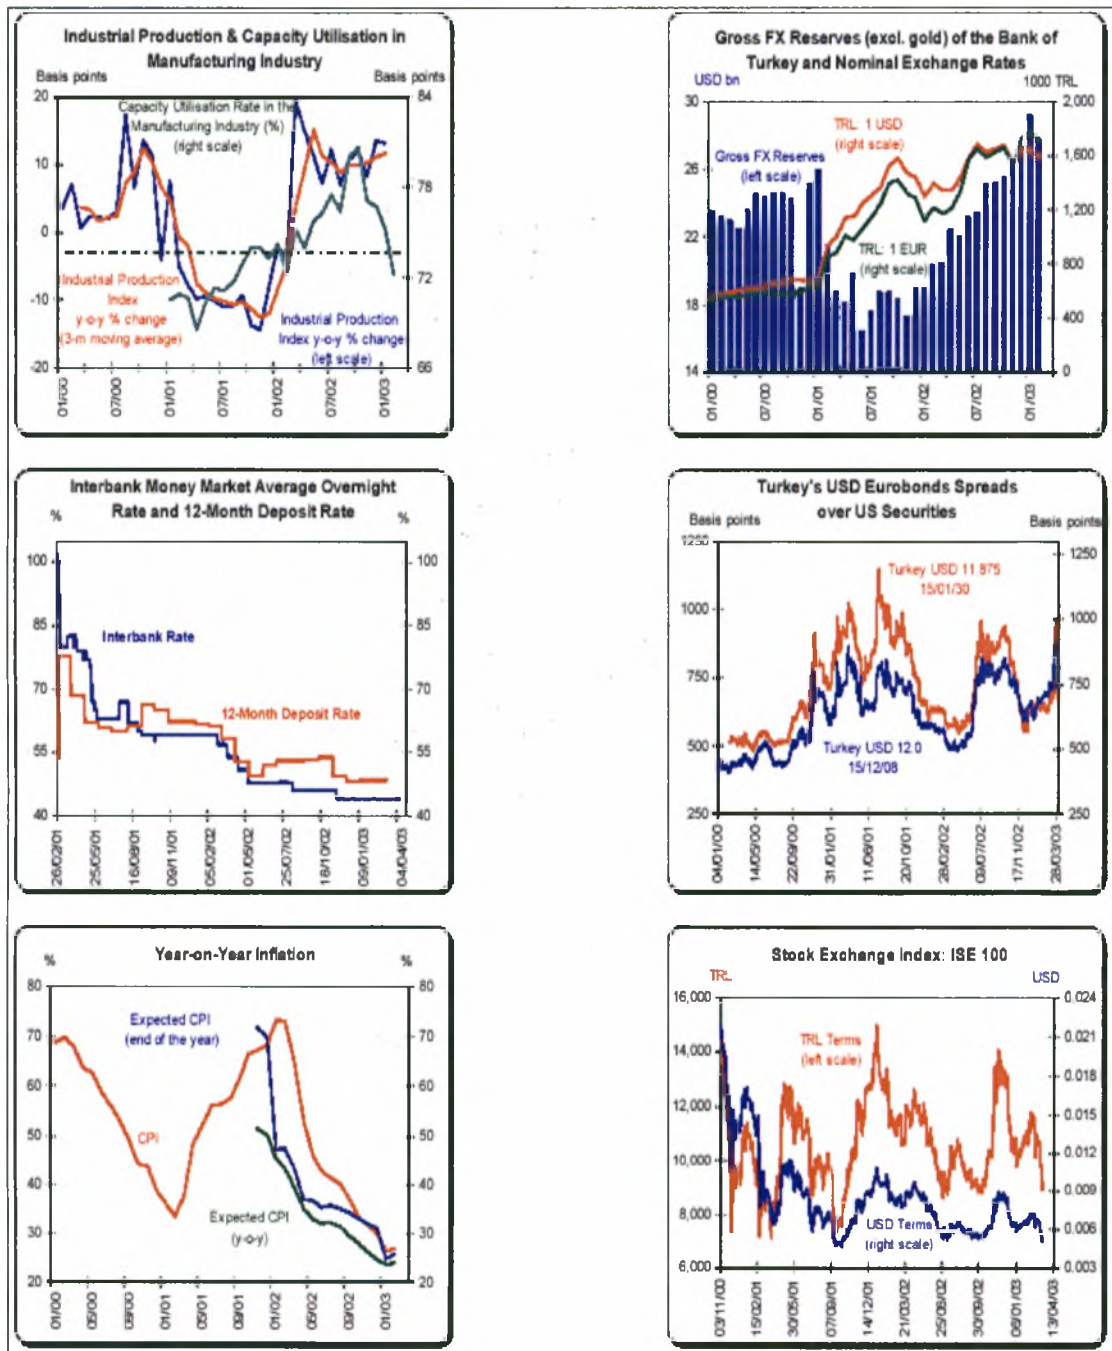 Industrial Production & Capacity Utilisation in
Manufacturing Industry
Basis points
Basis points
20
10
0
-10
-20
84
78
72
66
Capacity Utilisation Rate in the
Manufacturing Industry (%)
(right scale)
Industrial Production
Index
y-o-y % change
(3-m moving average)
Industrial Production
Index y-o-y % change
(left scale)
01/00
07/00
01/01
07/01
01/02
07/02
01/03
Gross FX Reserves (excl. gold) of the Bank of
Turkey and Nominal Exchange Rates
USD bn
1000 TRL
30
26
22
18
14
2,000
1,600
1,200
800
400
0
TRL: 1 USD
(right scale)
Gross FX Reserves
(left scale)
TRL: 1 EUR
(right scale)
01/00
07/00
01/01
07/01
01/02
07/02
01/03
Interbank Money Market Average Overnight
Rate and 12-Month Deposit Rate
%
%
100
85
70
55
40
100
85
70
55
40
Interbank Rate
12-Month Deposit Rate
26/02/01
25/05/01
16/08/01
09/11/01
05/02/02
01/05/02
25/07/02
18/10/02
09/01/03
04/04/03
Turkey's USD Eurobonds Spreads
over US Securities
Basis points
Basis points
1250
1000
750
500
250
1250
1000
750
500
250
Turkey USD 11.875
15/01/30
Turkey USD 12.0
15/12/08
04/01/00
14/05/00
22/09/00
31/01/01
11/06/01
20/10/01
28/02/02
09/07/02
17/11/02
28/03/03
Year-on-Year Inflation
%
%
80
70
60
50
40
30
20
80
70
60
50
40
30
20
Expected CPI
(end of the year)
CPI
Expected CPI
(y-o-y)
01/00
05/00
09/00
01/01
05/01
09/01
01/02
05/02
09/02
01/03
Stock Exchange Index: ISE 100
TRL
USD
16,000
14,000
12,000
10,000
8,000
6,000
0.024
0.021
0.018
0.015
0.012
0.009
0.006
0.003
TRL Terms
(left scale)
USD Terms
(right scale)
03/11/00
15/02/01
30/05/01
07/09/01
14/12/01
21/03/02
25/06/02
30/09/02
06/01/03
13/04/03